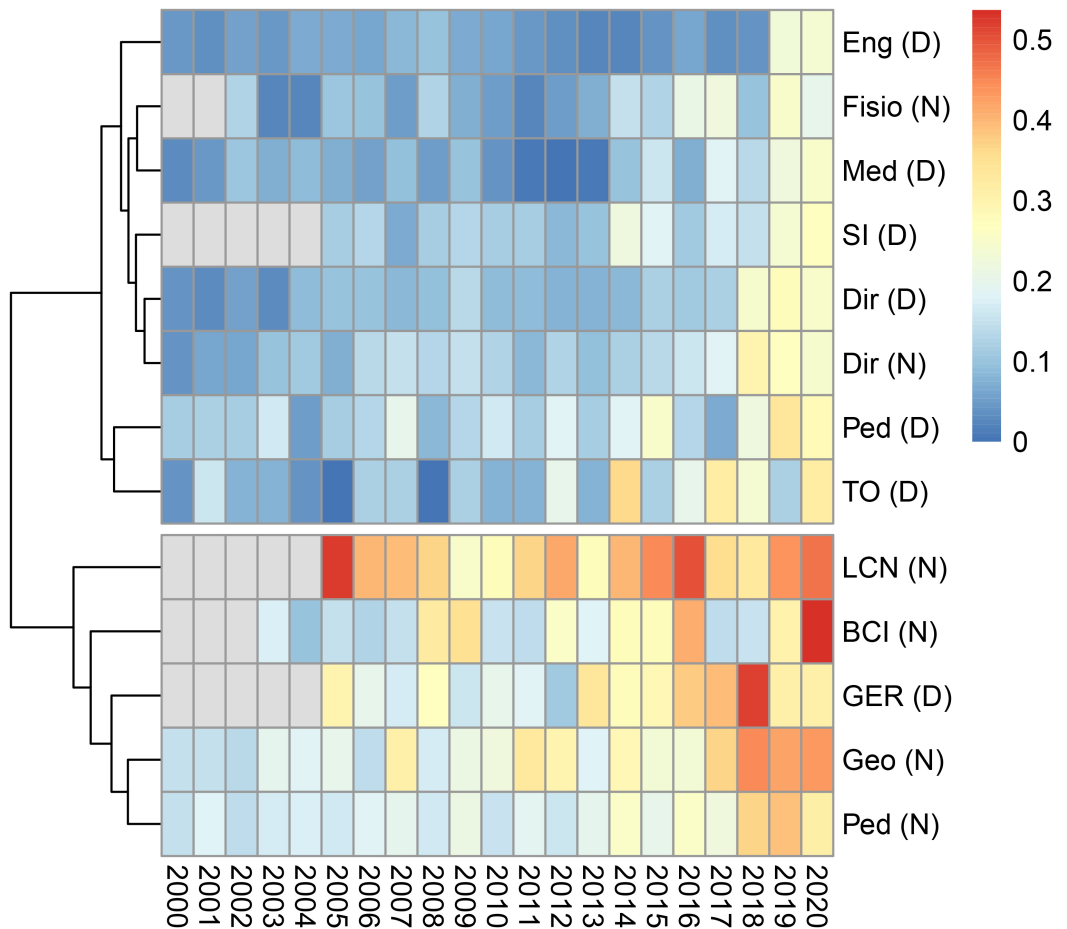 Eng (D)
Fisio (N)
Med (D)
SI (D)
Dir (D)
Dir (N)
Ped (D)
TO (D)
LCN (N)
BCI (N)
GER (D)
Geo (N)
Ped (N)
0.5
0.4
0.3
0.2
0.1
0
2000
2001
2002
2003
2004
2005
2006
2007
2008
2009
2010
2011
2012
2013
2014
2015
2016
2017
2018
2019
2020